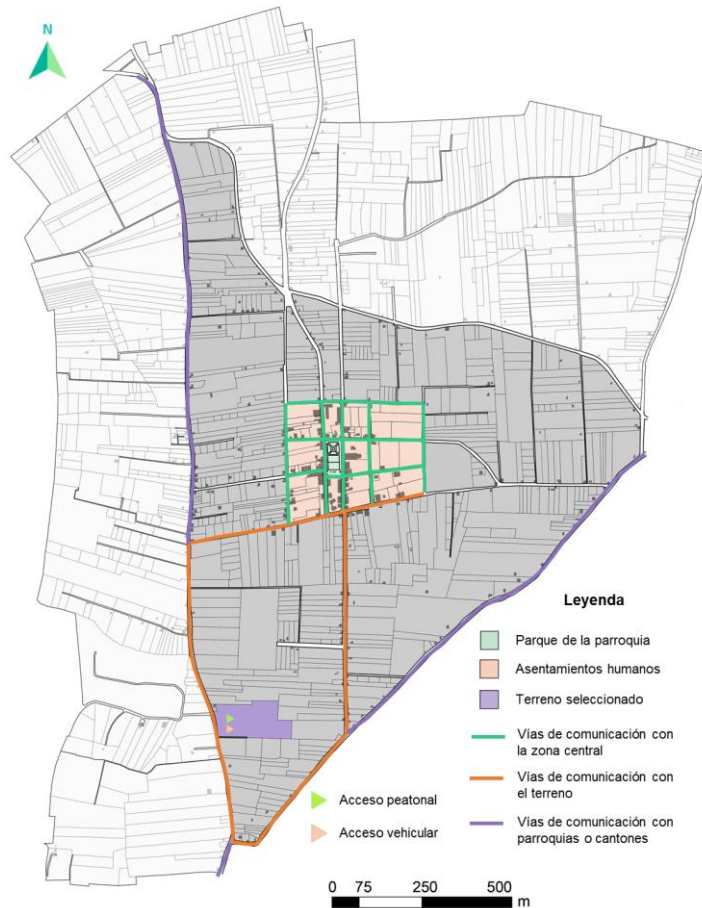 N
Leyenda
Parque de la parroquia
Asentamientos humanos
Terreno seleccionado
Vías de comunicación con
la zona central
Vías de comunicación con
el terreno
Vías de comunicación con
parroquias o cantones
Acceso peatonal
Acceso vehicular
0 75 250 500
m